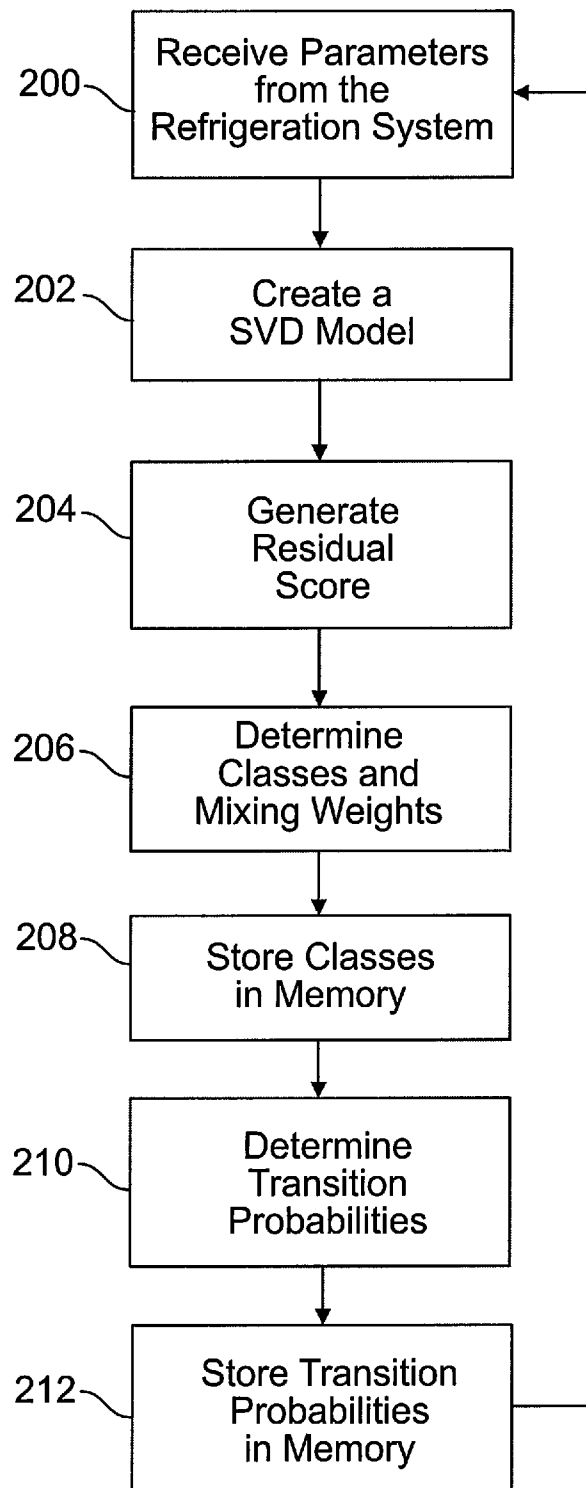 200
Receive Parameters
from the
Refrigeration System
202
Create a
SVD Model
204
Generate
Residual
Score
206
Determine
Classes and
Mixing Weights
208
Store Classes
in Memory
210
Determine
Transition
Probabilities
212
Store Transition
Probabilities
in Memory